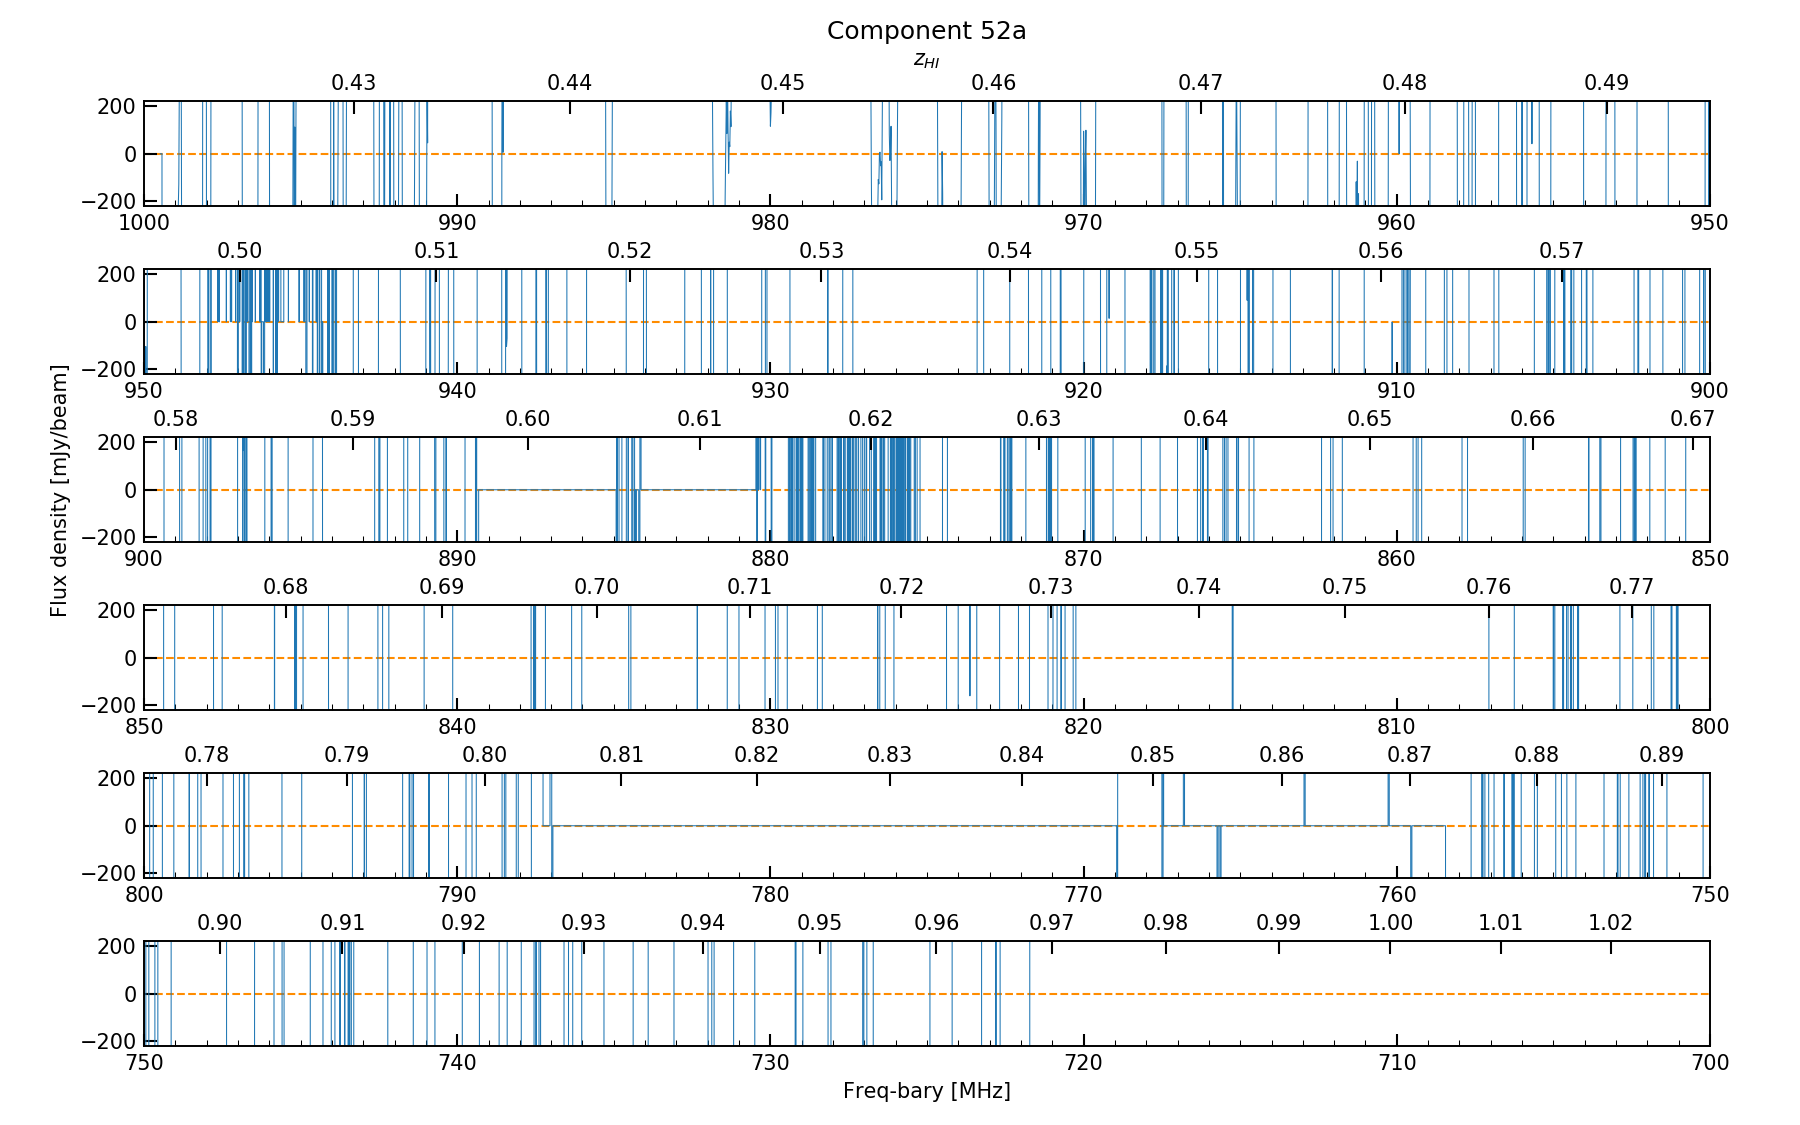 Component 52a
z_HI
0.43 0.44 0.45 0.46 0.47 0.48 0.49
200
0
−200
1000 990 980 970 960 950
0.50 0.51 0.52 0.53 0.54 0.55 0.56 0.57
200
0
−200
950 940 930 920 910 900
0.58 0.59 0.60 0.61 0.62 0.63 0.64 0.65 0.66 0.67
200
0
−200
900 890 880 870 860 850
Flux density [mJy/beam]
0.68 0.69 0.70 0.71 0.72 0.73 0.74 0.75 0.76 0.77
200
0
−200
850 840 830 820 810 800
0.78 0.79 0.80 0.81 0.82 0.83 0.84 0.85 0.86 0.87 0.88 0.89
200
0
−200
800 790 780 770 760 750
0.90 0.91 0.92 0.93 0.94 0.95 0.96 0.97 0.98 0.99 1.00 1.01 1.02
200
0
−200
750 740 730 720 710 700
Freq-bary [MHz]